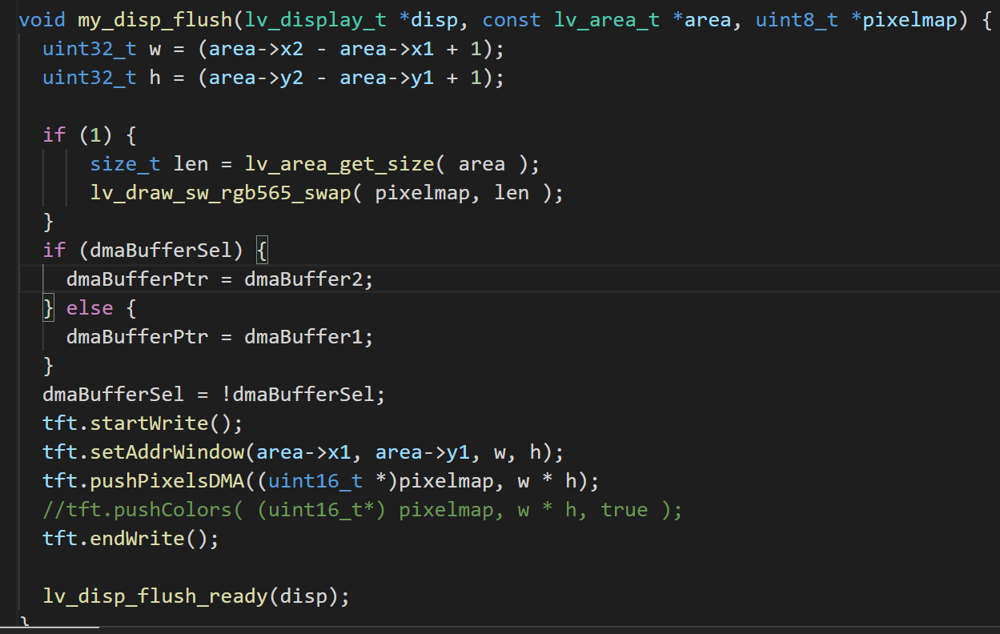 void my_disp_flush(lv_display_t *disp, const lv_area_t *area, uint8_t *pixelmap) {
  uint32_t w = (area->x2 - area->x1 + 1);
  uint32_t h = (area->y2 - area->y1 + 1);

  if (1) {
      size_t len = lv_area_get_size( area );
      lv_draw_sw_rgb565_swap( pixelmap, len );
  }
  if (dmaBufferSel) {
    dmaBufferPtr = dmaBuffer2;
  } else {
    dmaBufferPtr = dmaBuffer1;
  }
  dmaBufferSel = !dmaBufferSel;
  tft.startWrite();
  tft.setAddrWindow(area->x1, area->y1, w, h);
  tft.pushPixelsDMA((uint16_t *)pixelmap, w * h);
  //tft.pushColors( (uint16_t*) pixelmap, w * h, true );
  tft.endWrite();

  lv_disp_flush_ready(disp);
}